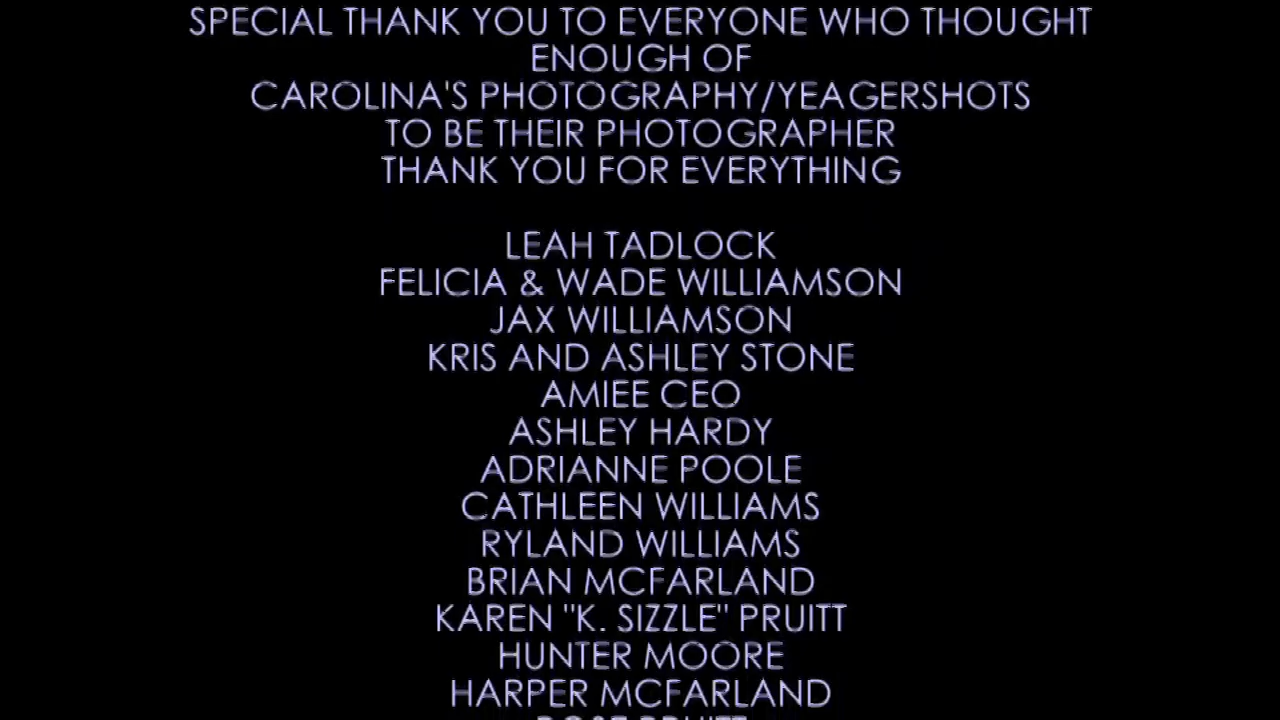 SPECIAL THANK YOU TO EVERYONE WHO THOUGHT
ENOUGH OF
CAROLINA'S PHOTOGRAPHY/YEAGERSHOTS
TO BE THEIR PHOTOGRAPHER
THANK YOU FOR EVERYTHING
LEAH TADLOCK
FELICIA & WADE WILLIAMSON
JAX WILLIAMSON
KRIS AND ASHLEY STONE
AMIEE CEO
ASHLEY HARDY
ADRIANNE POOLE
CATHLEEN WILLIAMS
RYLAND WILLIAMS
BRIAN MCFARLAND
KAREN "K. SIZZLE" PRUITT
HUNTER MOORE
HARPER MCFARLAND